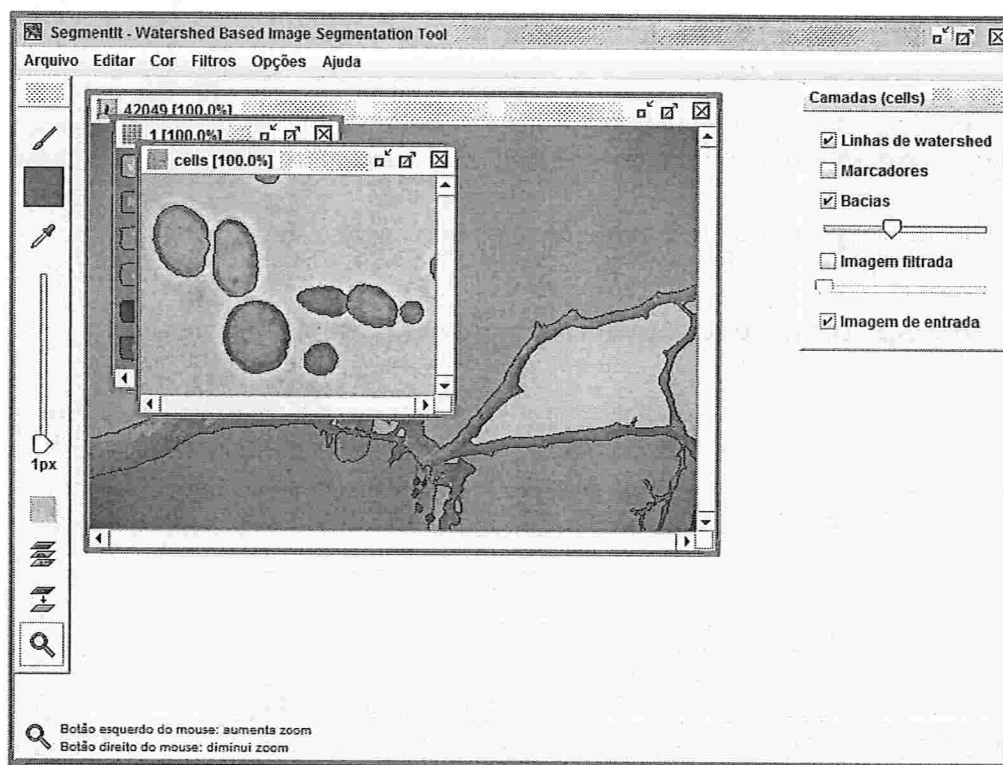 SegmentIt - Watershed Based Image Segmentation Tool
Arquivo Editar Cor Filtros Opções Ajuda
42049 [100.0%]
1 [100.0%]
cells [100.0%]
Camadas (cells)
Linhas de watershed
Marcadores
Bacias
Imagem filtrada
Imagem de entrada
1px
Botão esquerdo do mouse: aumenta zoom
Botão direito do mouse: diminui zoom